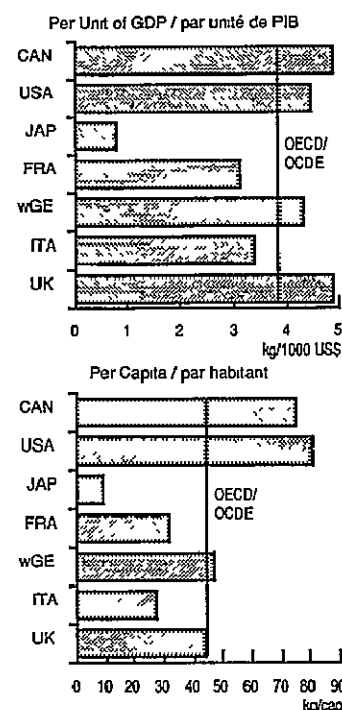 Per Unit of GDP / par unité de PIB
CAN
USA
JAP
OECD/
OCDE
FRA
wGE
ITA
UK
0 1 2 3 4 5
kg/1000 US$
Per Capita / par habitant
CAN
USA
JAP
OECD/
OCDE
FRA
wGE
ITA
UK
0 10 20 30 40 50 60 70 80 90
kg/cap